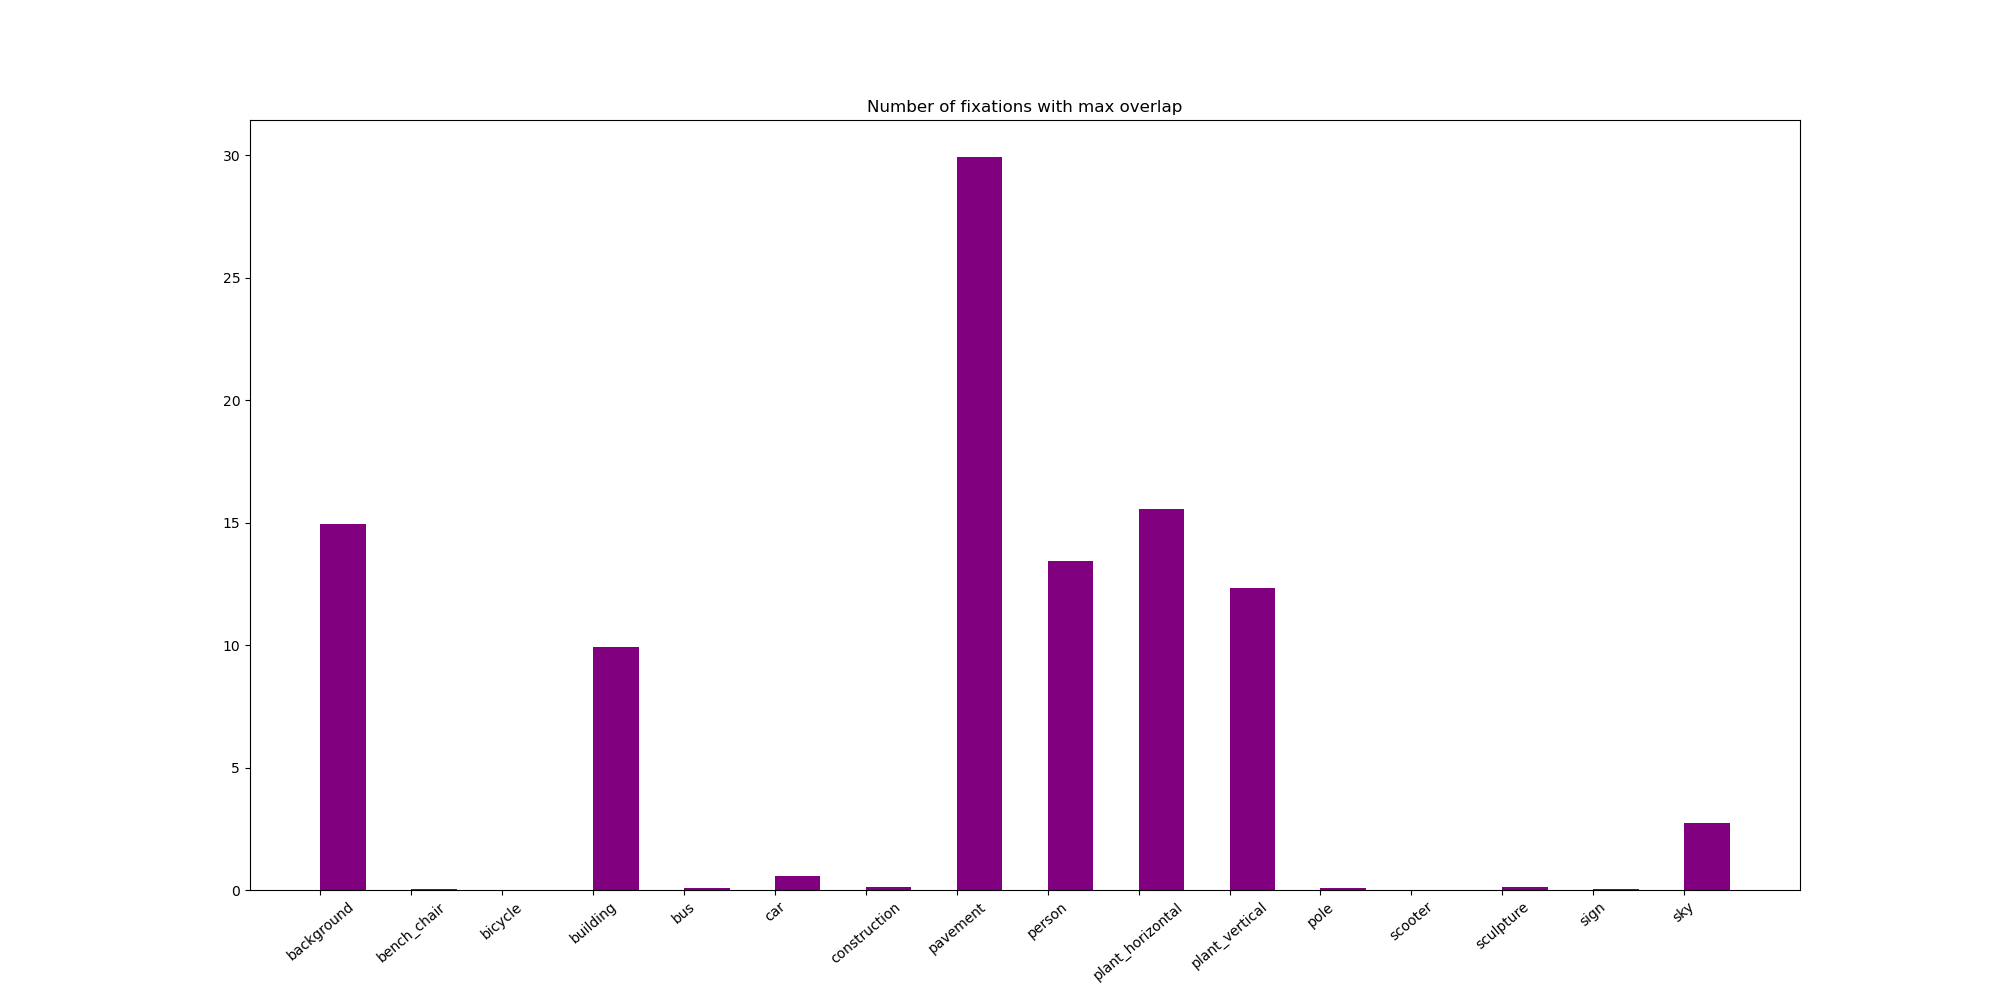 Number of fixations with max overlap
30
25
20
15
10
5
0
background
bench_chair
bicycle
building
bus
car
construction
pavement
person
plant_horizontal
plant_vertical
pole
scooter
sculpture
sign
sky